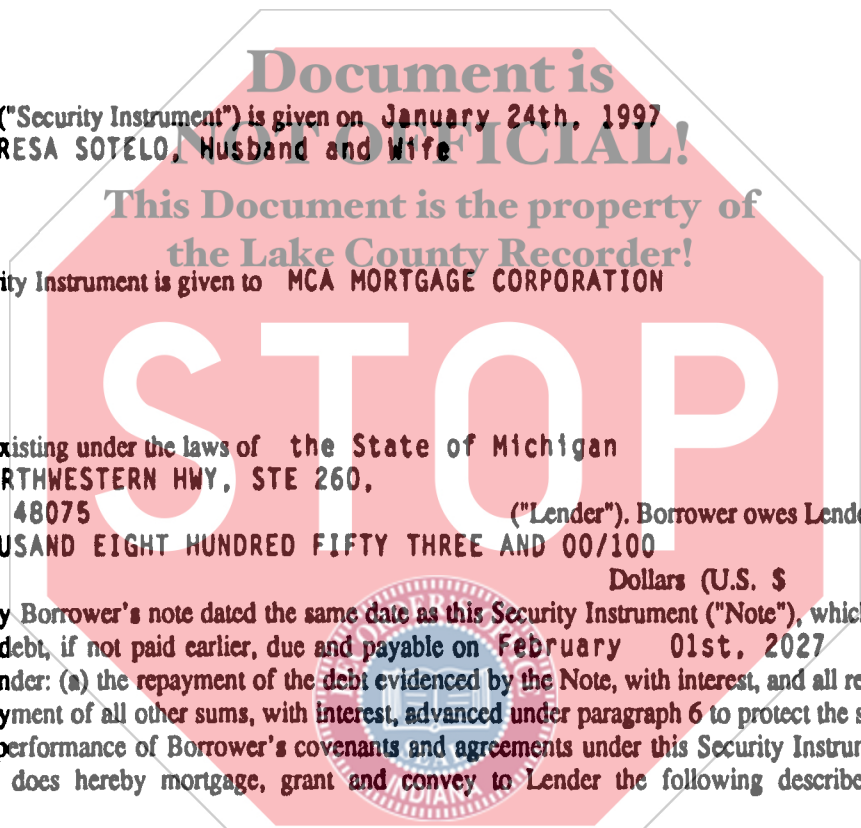 Document is
("Security Instrument") is given on January 24th, 1997
NOT OFFICIAL!
RESA SOTELO, Husband and Wife
This Document is the property of
the Lake County Recorder!
ity Instrument is given to MCA MORTGAGE CORPORATION
STOP
xisting under the laws of the State of Michigan
RTHWESTERN HWY, STE 260,
48075 ("Lender"). Borrower owes Lende
USAND EIGHT HUNDRED FIFTY THREE AND 00/100
Dollars (U.S. $
y Borrower's note dated the same date as this Security Instrument ("Note"), whicl
debt, if not paid earlier, due and payable on February 01st, 2027
nder: (a) the repayment of the debt evidenced by the Note, with interest, and all re
yment of all other sums, with interest, advanced under paragraph 6 to protect the s
performance of Borrower's covenants and agreements under this Security Instrur
does hereby mortgage, grant and convey to Lender the following describe
INDIANA